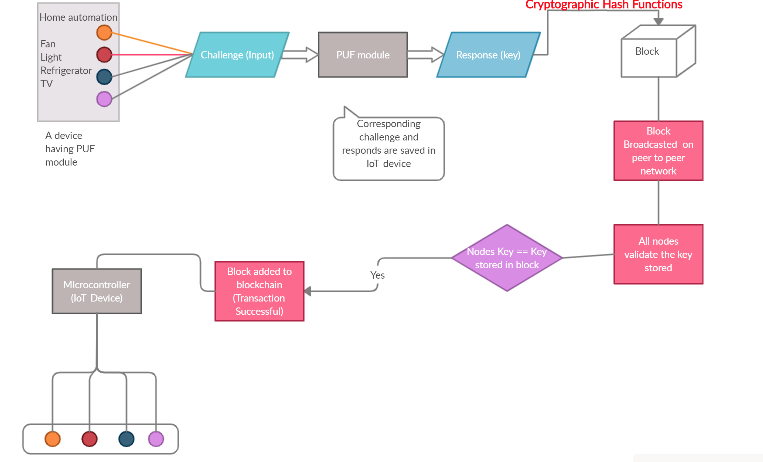 Cryptographic Hash Functions
Home automation
Fan
Light
Refrigerator
TV
Challenge (Input)
PUF module
Response (key)
Block
A device
having PUF
module
Corresponding
challenge and
responds are saved in
IoT device
Block
Broadcasted on
peer to peer
network
All nodes
validate the key
stored
Nodes Key == Key
stored in block
Yes
Block added to
blockchain
(Transaction
Successful)
Microcontroller
(IoT Device)